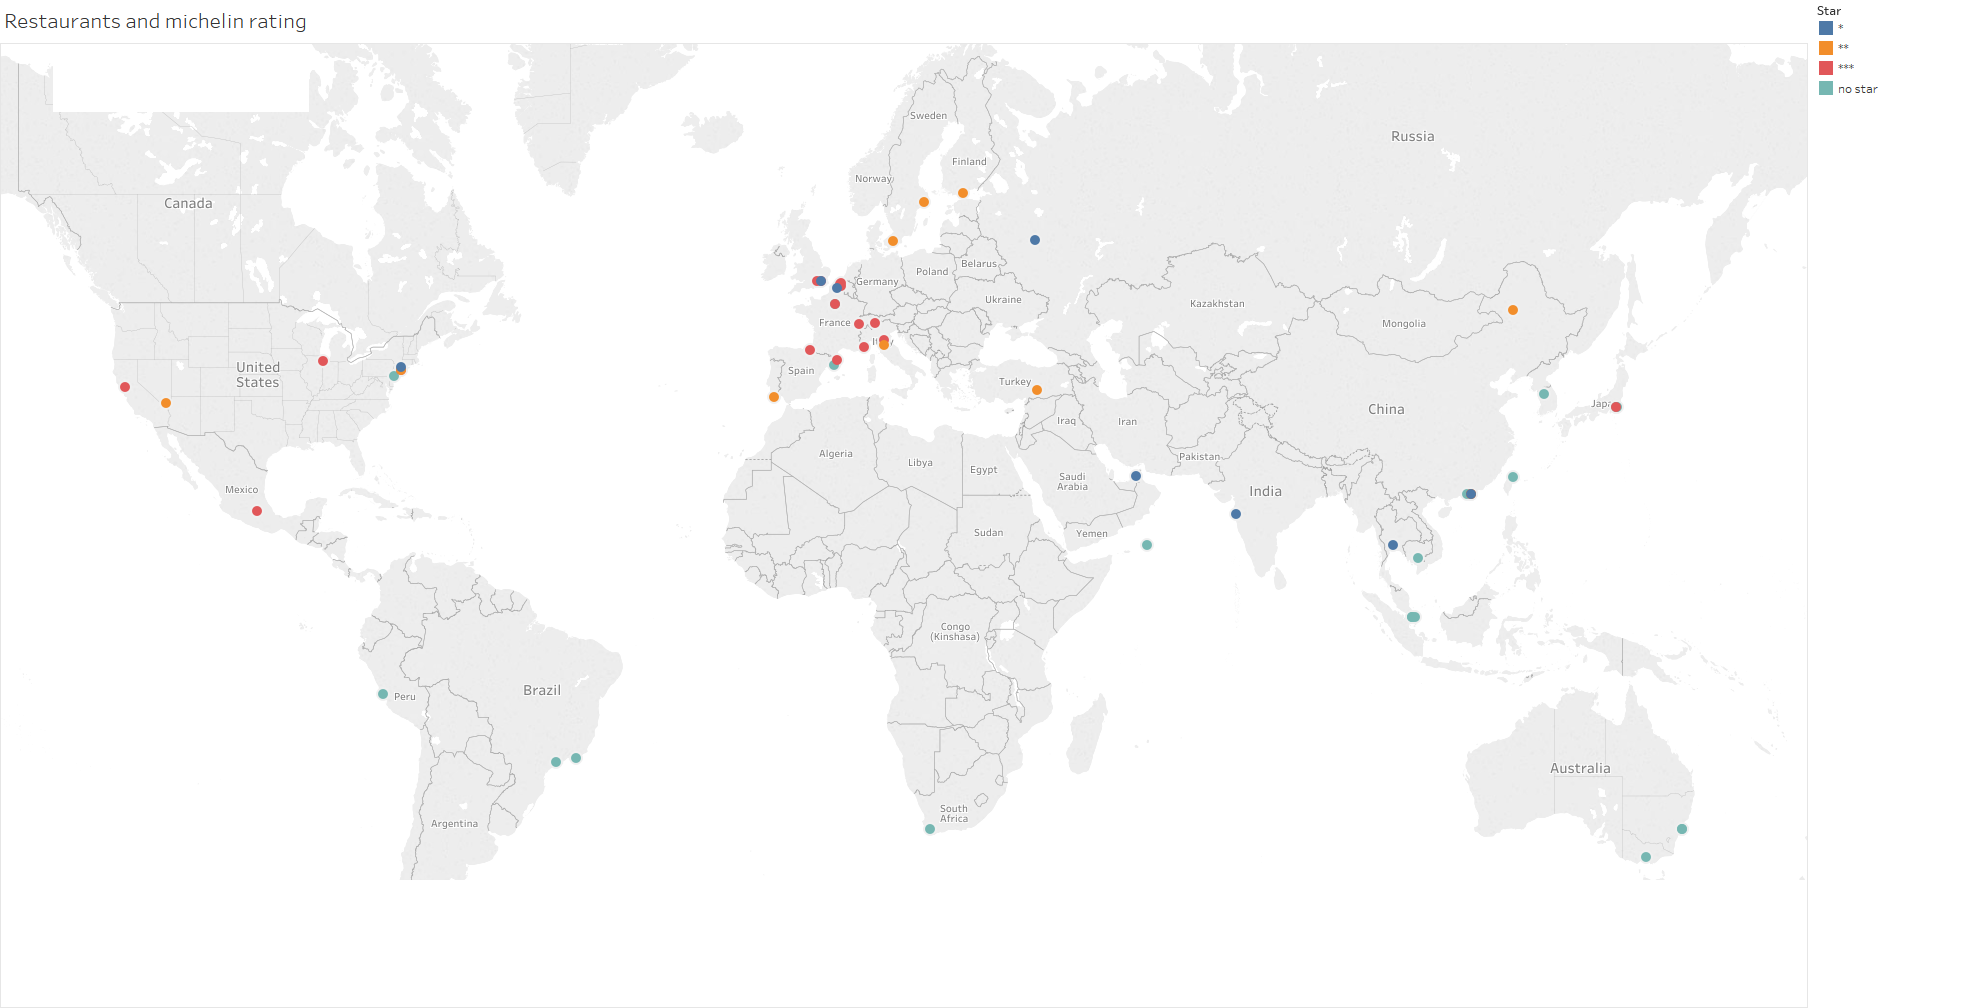 Restaurants and michelin rating
Star
*
**
***
no star
Sweden
Russia
Finland
Norway
Canada
Belarus
Poland
Germany
Ukraine
Kazakhstan
France
Mongolia
Italy
United
States
Spain
Turkey
China
Japa
Iraq
Iran
Algeria
Pakistan
Libya
Egypt
Saudi
Arabia
Mexico
India
Sudan
Yemen
Congo
(Kinshasa)
Brazil
Peru
Australia
South
Africa
Argentina